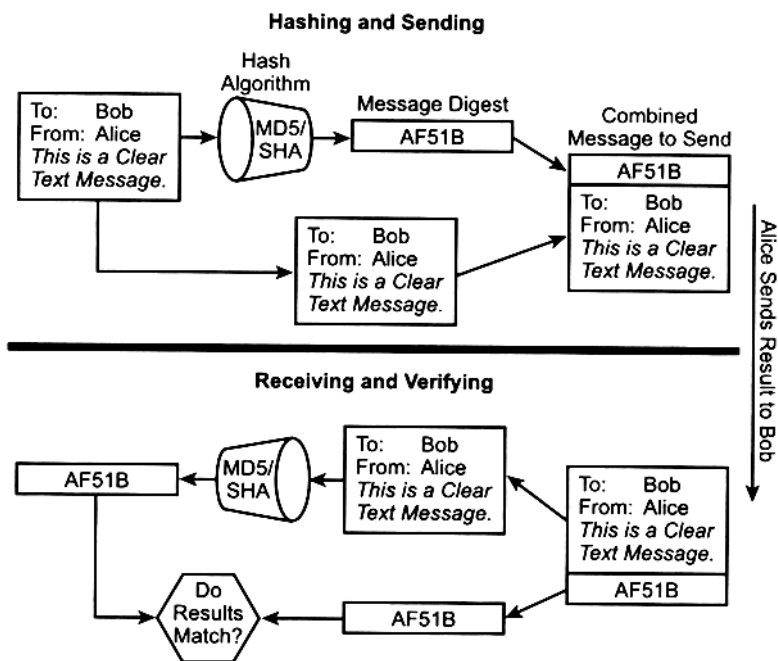 Hashing and Sending
Hash
Algorithm
To: Bob
From: Alice
This is a Clear
Text Message.
MD5/
SHA
Message Digest
AF51B
Combined
Message to Send
AF51B
To: Bob
From: Alice
This is a Clear
Text Message.
To: Bob
From: Alice
This is a Clear
Text Message.
Alice Sends Result to Bob
Receiving and Verifying
AF51B
MD5/
SHA
To: Bob
From: Alice
This is a Clear
Text Message.
To: Bob
From: Alice
This is a Clear
Text Message.
AF51B
Do
Results
Match?
AF51B